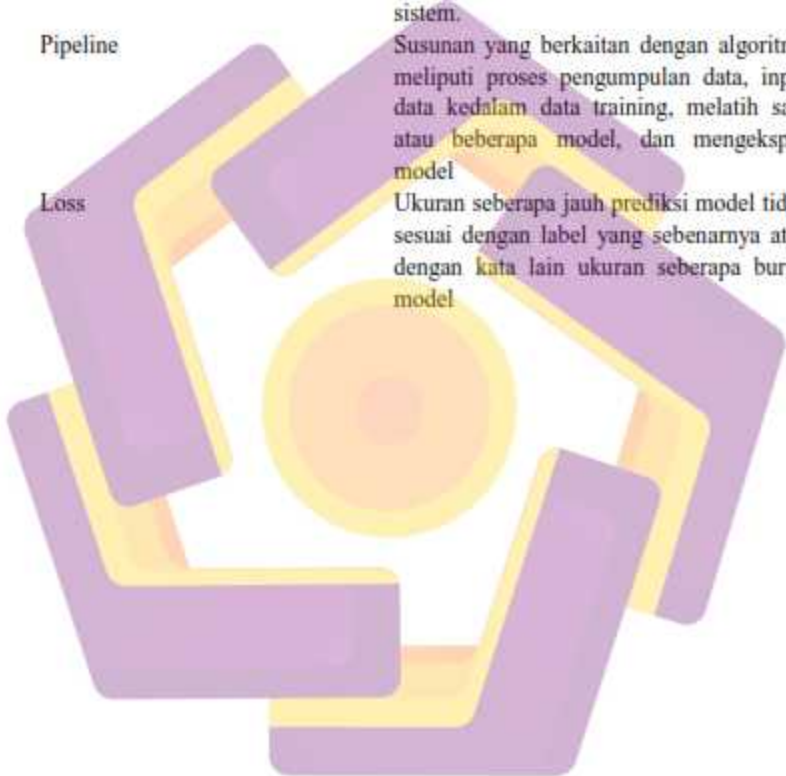 sistem.
Pipeline Susunan yang berkaitan dengan algoritm
meliputi proses pengumpulan data, inp
data kedalam data training, melatih sa
atau beberapa model, dan mengeksp
model
Loss Ukuran seberapa jauh prediksi model tid
sesuai dengan label yang sebenarnya at
dengan kata lain ukuran seberapa bur
model